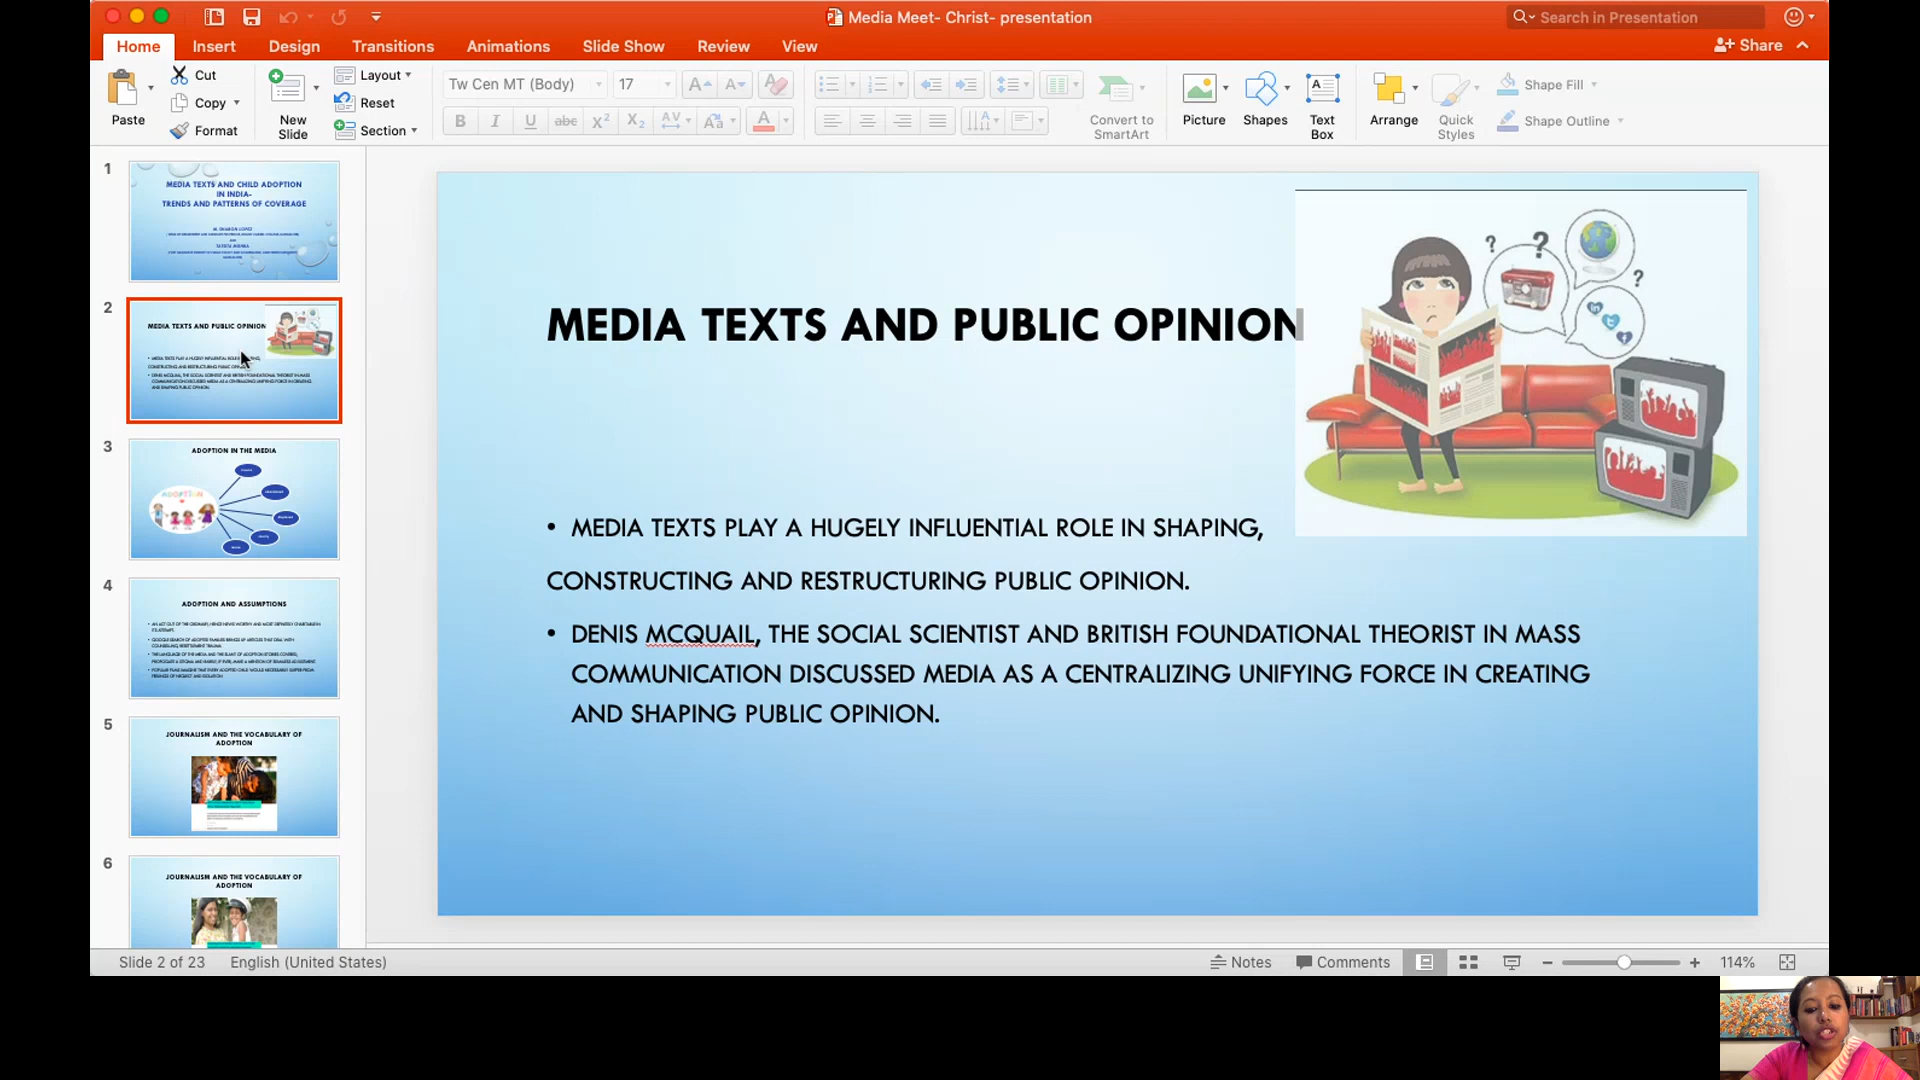 Media Meet- Christ- presentation
Search in Presentation
Home
Insert
Design
Transitions
Animations
Slide Show
Review
View
Share
Paste
Cut
Copy
Format
New Slide
Layout
Reset
Section
Tw Cen MT (Body)
17
Convert to SmartArt
Picture
Shapes
Text Box
Arrange
Quick Styles
Shape Fill
Shape Outline
1
MEDIA TEXTS AND CHILD ADOPTION
IN INDIA-
TRENDS AND PATTERNS OF COVERAGE
2
MEDIA TEXTS AND PUBLIC OPINION
3
ADOPTION IN THE MEDIA
ADOPTION
4
ADOPTION AND ASSUMPTIONS
5
JOURNALISM AND THE VOCABULARY OF
ADOPTION
6
JOURNALISM AND THE VOCABULARY OF
ADOPTION
MEDIA TEXTS AND PUBLIC OPINION
• MEDIA TEXTS PLAY A HUGELY INFLUENTIAL ROLE IN SHAPING,
CONSTRUCTING AND RESTRUCTURING PUBLIC OPINION.
• DENIS MCQUAIL, THE SOCIAL SCIENTIST AND BRITISH FOUNDATIONAL THEORIST IN MASS
COMMUNICATION DISCUSSED MEDIA AS A CENTRALIZING UNIFYING FORCE IN CREATING
AND SHAPING PUBLIC OPINION.
Slide 2 of 23
English (United States)
Notes
Comments
114%